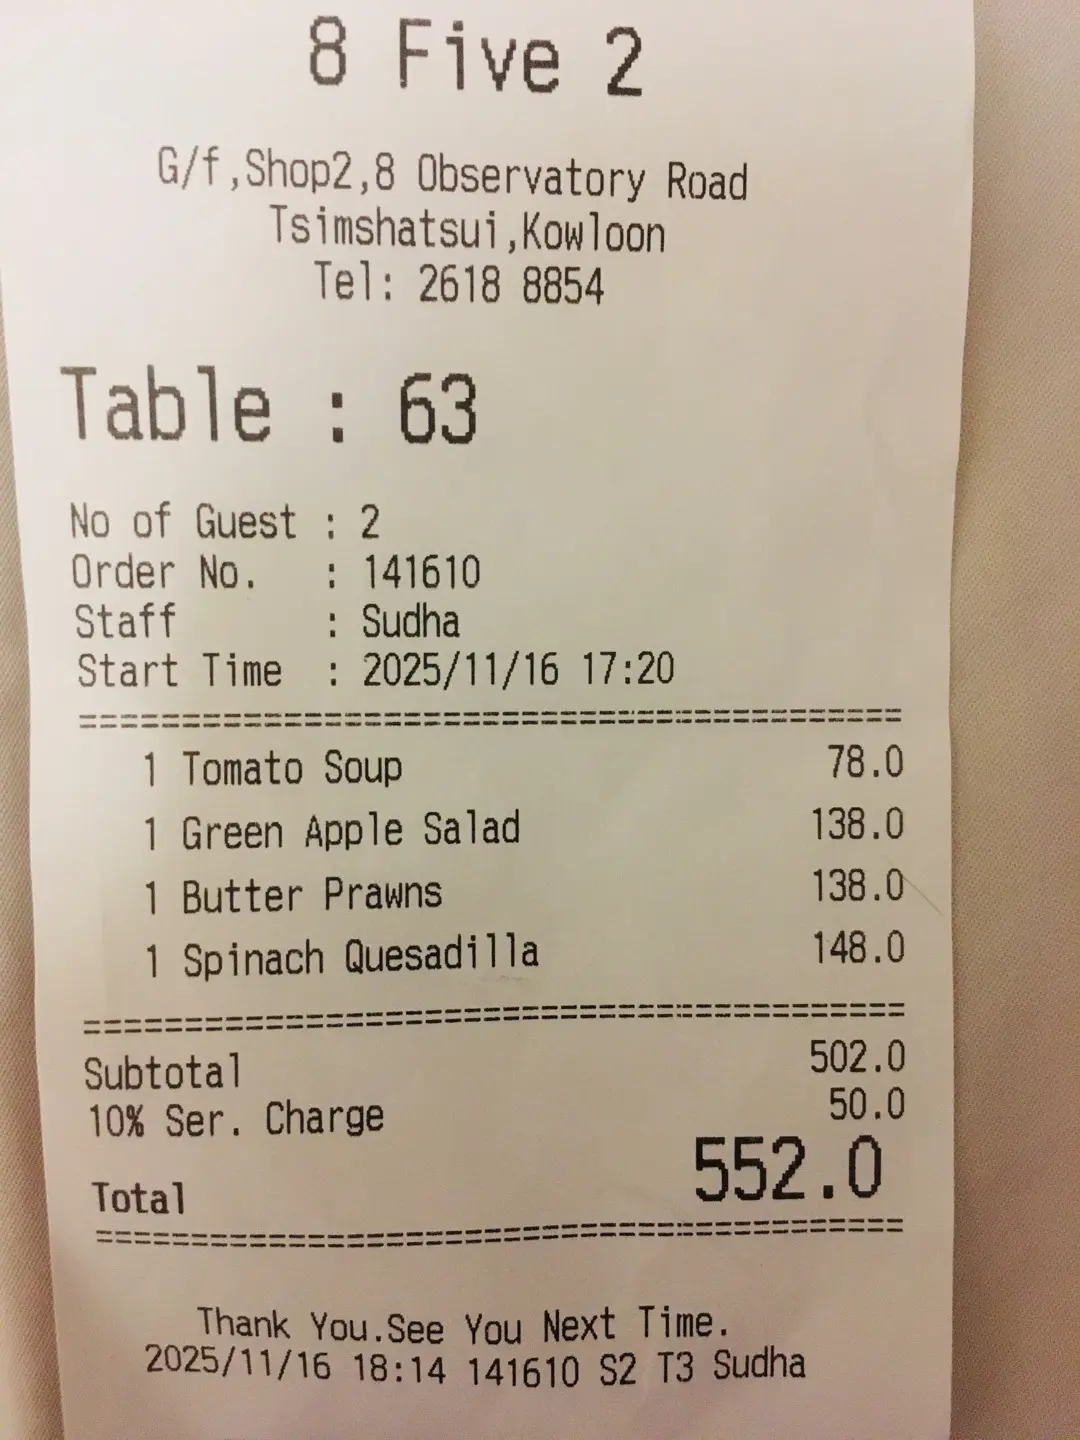 8 Five 2
G/f,Shop2,8 Observatory Road
Tsimshatsui,Kowloon
Tel: 2618 8854
Table : 63
No of Guest : 2
Order No. : 141610
Staff : Sudha
Start Time : 2025/11/16 17:20
========================================
1 Tomato Soup 78.0
1 Green Apple Salad 138.0
1 Butter Prawns 138.0
1 Spinach Quesadilla 148.0
========================================
Subtotal 502.0
10% Ser. Charge 50.0
Total 552.0
========================================
Thank You.See You Next Time.
2025/11/16 18:14 141610 S2 T3 Sudha